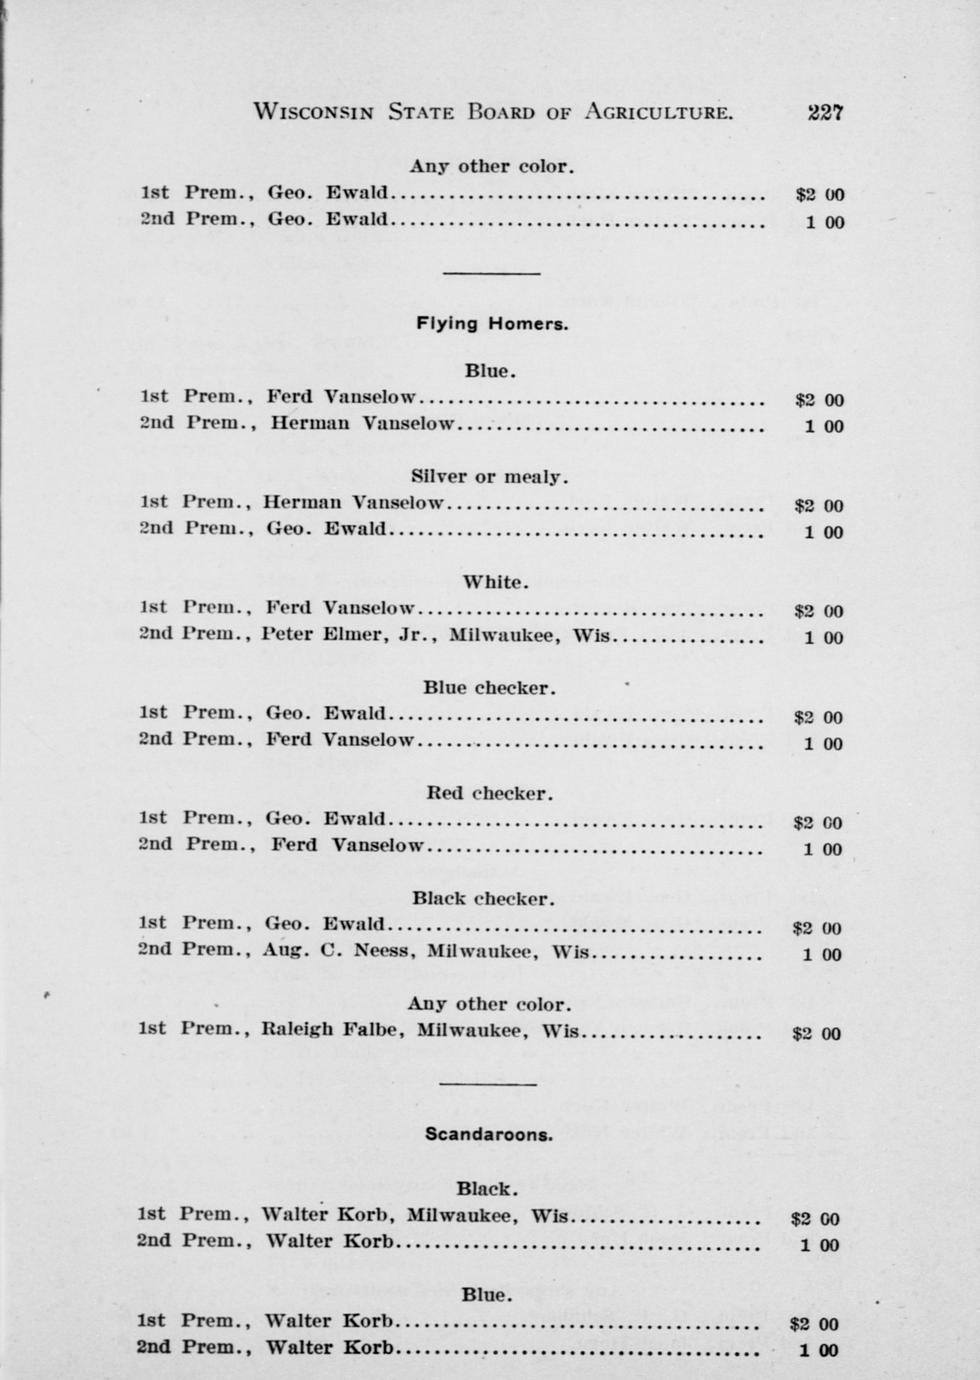 WISCONSIN STATE BOARD OF AGRICULTURE. 227
Any other color.
1st Prem., Geo. Ewald....................................... $2 00
2nd Prem., Geo. Ewald....................................... 1 00
Flying Homers.
Blue.
1st Prem., Ferd Vanselow.................................... $2 00
2nd Prem., Herman Vanselow................................ 1 00
Silver or mealy.
1st Prem., Herman Vanselow................................. $2 00
2nd Prem., Geo. Ewald....................................... 1 00
White.
1st Prem., Ferd Vanselow.................................... $2 00
2nd Prem., Peter Elmer, Jr., Milwaukee, Wis................ 1 00
Blue checker.
1st Prem., Geo. Ewald....................................... $2 00
2nd Prem., Ferd Vanselow.................................... 1 00
Red checker.
1st Prem., Geo. Ewald....................................... $2 00
2nd Prem., Ferd Vanselow................................... 1 00
Black checker.
1st Prem., Geo. Ewald....................................... $2 00
2nd Prem., Aug. C. Neess, Milwaukee, Wis.................. 1 00
Any other color.
1st Prem., Raleigh Falbe, Milwaukee, Wis................... $2 00
Scandaroons.
Black.
1st Prem., Walter Korb, Milwaukee, Wis.................... $2 00
2nd Prem., Walter Korb...................................... 1 00
Blue.
1st Prem., Walter Korb...................................... $2 00
2nd Prem., Walter Korb...................................... 1 00